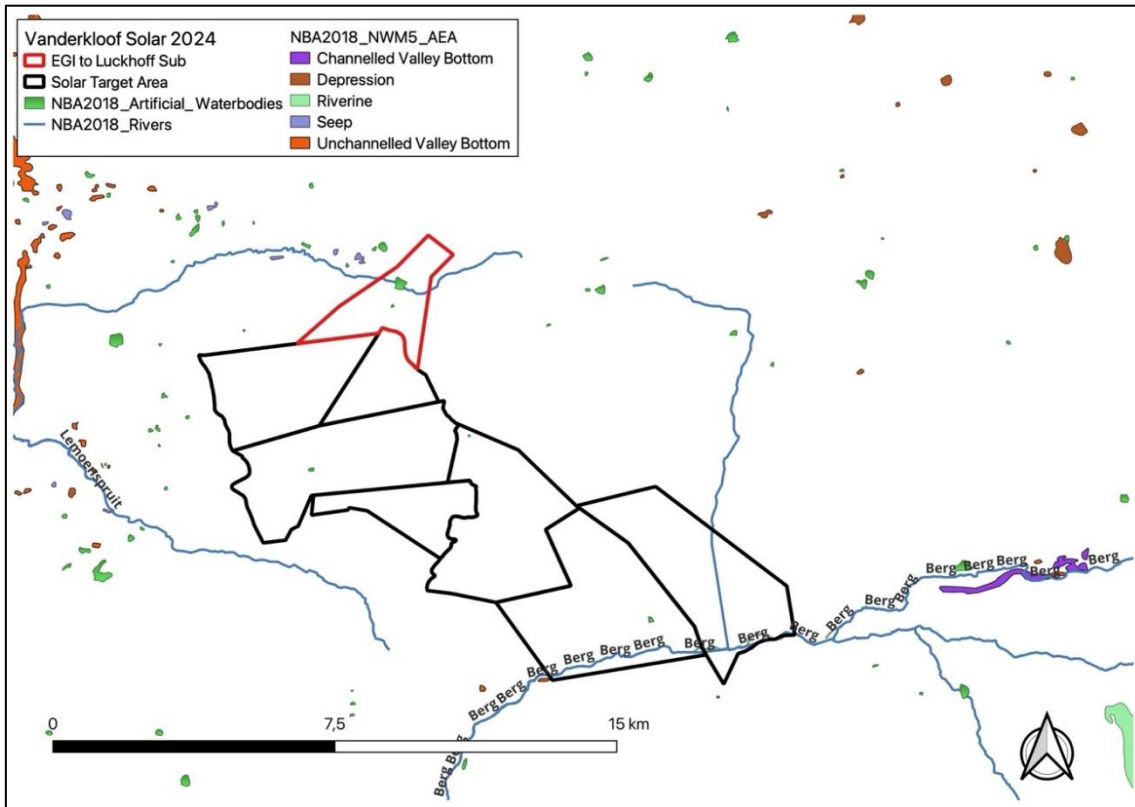 Vanderkloof Solar 2024
EGI to Luckhoff Sub
Solar Target Area
NBA2018_Artificial_Waterbodies
NBA2018_Rivers
NBA2018_NWM5_AEA
Channelled Valley Bottom
Depression
Riverine
Seep
Unchannelled Valley Bottom
Lemoenspruit
Berg Berg Berg Berg Berg
Berg
Berg
Berg
Berg
Berg Berg Berg Berg Berg Berg
Berg
Berg
Berg
Berg Berg
0 7,5 15 km